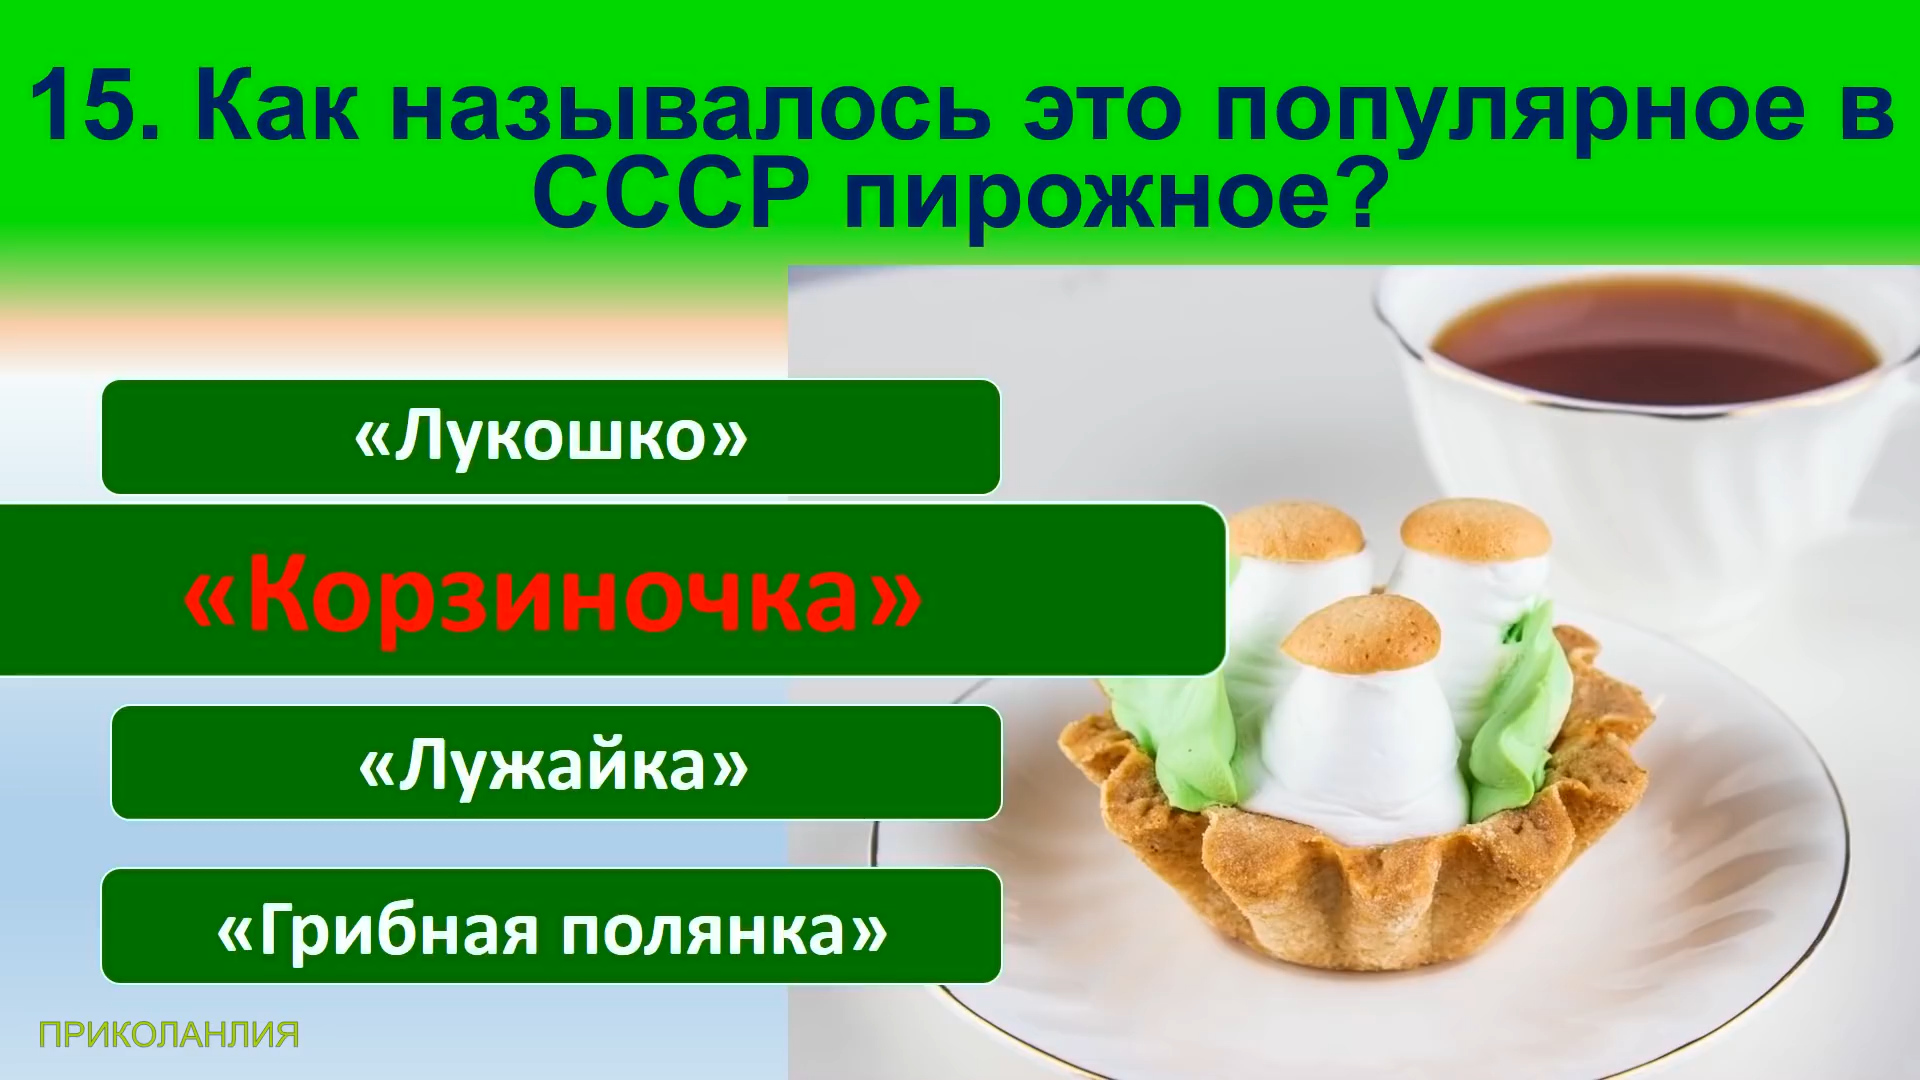 15. Как называлось это популярное в
СССР пирожное?
«Лукошко»
«Корзиночка»
«Лужайка»
«Грибная полянка»
ПРИКОЛАНЛИЯ